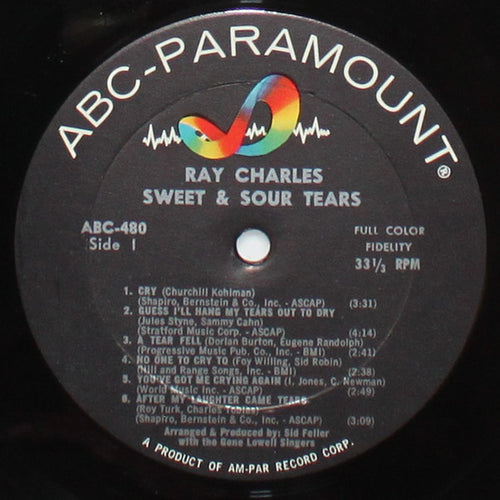 ABC-PARAMOUNT®
RAY CHARLES
SWEET & SOUR TEARS
ABC-480
Side 1
FULL COLOR
FIDELITY
33 1/3 RPM
1. CRY (Churchill Kohlman)
(Shapiro, Bernstein & Co., Inc. - ASCAP) (3:31)
2. GUESS I'LL HANG MY TEARS OUT TO DRY
(Jules Styne, Sammy Cahn)
(Stratford Music Corp. - ASCAP) (4:14)
3. A TEAR FELL (Dorian Burton, Eugene Randolph)
(Progressive Music Pub. Co., Inc. - BMI) (2:41)
4. NO ONE TO CRY TO (Foy Willing, Sid Robin)
(Hill and Range Songs, Inc. - BMI) (2:38)
5. YOU'VE GOT ME CRYING AGAIN (I. Jones, C. Newman)
(World Music Inc. - ASCAP) (2:49)
6. AFTER MY LAUGHTER CAME TEARS
(Roy Turk, Charles Tobias)
(Shapiro, Bernstein & Co., Inc. - ASCAP) (3:09)
Arranged & Produced by: Sid Feller
with the Gene Lowell Singers
A PRODUCT OF AM-PAR RECORD CORP.